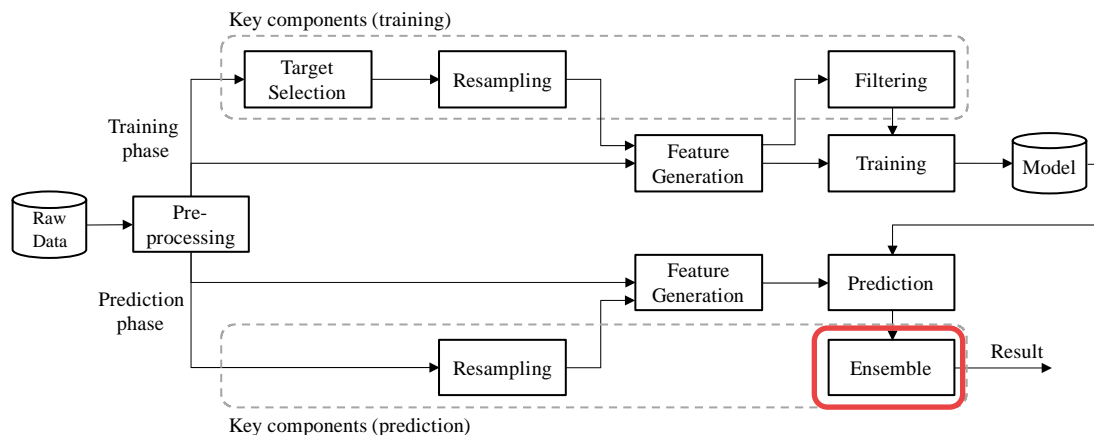 Key components (training)
Target
Selection
Resampling
Filtering
Training
phase
Feature
Generation
Training
Model
Raw
Data
Pre-
processing
Prediction
phase
Feature
Generation
Prediction
Resampling
Ensemble
Result
Key components (prediction)